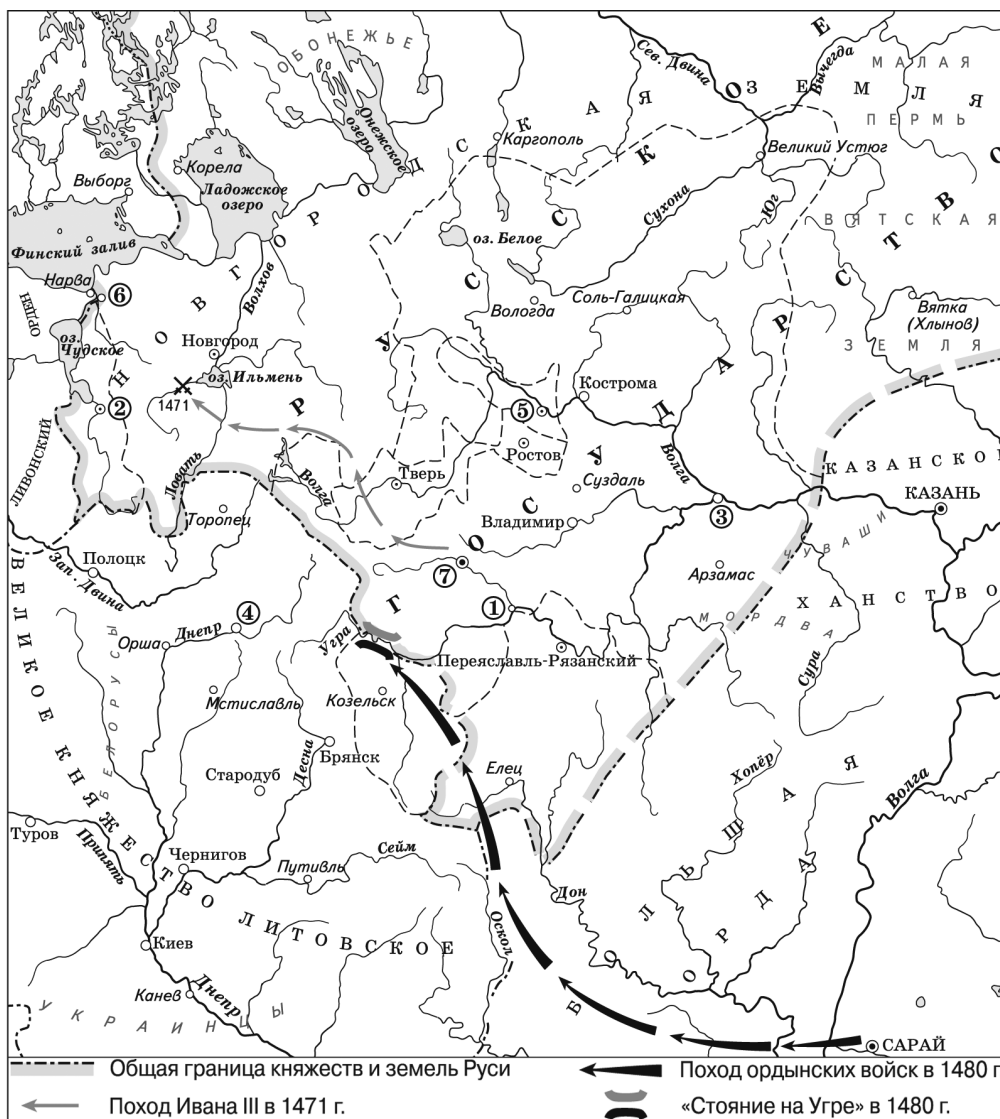 ОБОНЕЖЬЕ
Сев. Двина
Вычегда
МАЛАЯ
ПЕРМЬ
Онежское
озеро
Каргополь
Великий Устюг
Корела
Выборг
Ладожское
озеро
НОВГОРОДСКАЯ ЗЕМЛЯ
РУССКОЕ ГОСУДАРСТВО
Сухона
Юг
ВЯТСКАЯ
ЗЕМЛЯ
Финский залив
оз. Белое
Волхов
Нарва
6
Вологда
Соль-Галицкая
Вятка
(Хлынов)
ОРДЕН
оз.
Чудское
Новгород
оз. Ильмень
1471
Кострома
2
5
Ростов
ЛИВОНСКИЙ
Ловать
Волга
Тверь
Суздаль
Волга
КАЗАНСКОЕ
КАЗАНЬ
Торопец
Владимир
3
Полоцк
Зап. Двина
7
ЧУВАШИ
Арзамас
1
ХАНСТВО
МОРДВА
4
Орша
Днепр
Угра
Переяславль-Рязанский
Сура
БЕЛОРУСЫ
Мстиславль
Козельск
Брянск
Десна
Стародуб
Елец
Хопёр
Волга
БОЛЬШАЯ ОРДА
Туров
Припять
Чернигов
Путивль
Сейм
Дон
Оскол
ВЕЛИКОЕ КНЯЖЕСТВО ЛИТОВСКОЕ
Киев
Канев
Днепр
УКРАИНЦЫ
САРАЙ
Общая граница княжеств и земель Руси
Поход ордынских войск в 1480 г.
Поход Ивана III в 1471 г.
«Стояние на Угре» в 1480 г.